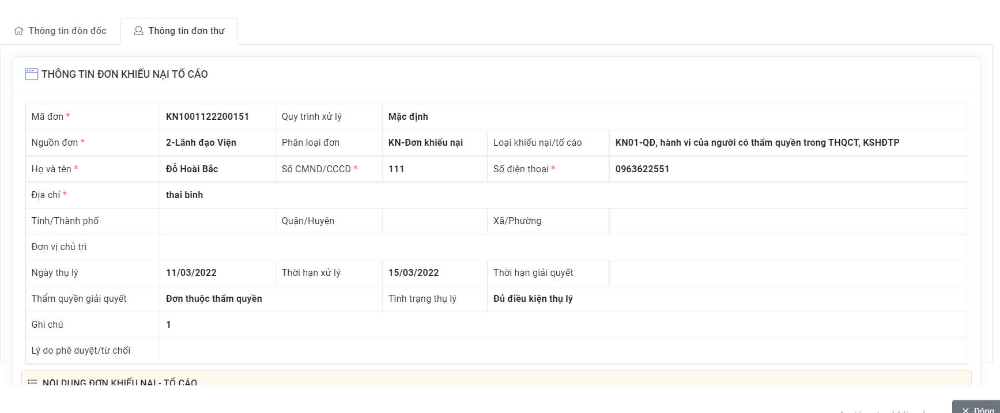 Thông tin đôn đốc Thông tin đơn thư
THÔNG TIN ĐƠN KHIẾU NẠI TỐ CÁO
Mã đơn * KN1001122200151 Quy trình xử lý Mặc định
Nguồn đơn * 2-Lãnh đạo Viện Phân loại đơn KN-Đơn khiếu nại Loại khiếu nại/tố cáo KN01-QĐ, hành vi của người có thẩm quyền trong THQCT, KSHĐTP
Họ và tên * Đỗ Hoài Bắc Số CMND/CCCD * 111 Số điện thoại * 0963622551
Địa chỉ * thai binh
Tỉnh/Thành phố Quận/Huyện Xã/Phường
Đơn vị chủ trì
Ngày thụ lý 11/03/2022 Thời hạn xử lý 15/03/2022 Thời hạn giải quyết
Thẩm quyền giải quyết Đơn thuộc thẩm quyền Tình trạng thụ lý Đủ điều kiện thụ lý
Ghi chú 1
Lý do phê duyệt/từ chối
NỘI DUNG ĐƠN KHIẾU NẠI - TỐ CÁO
Đóng